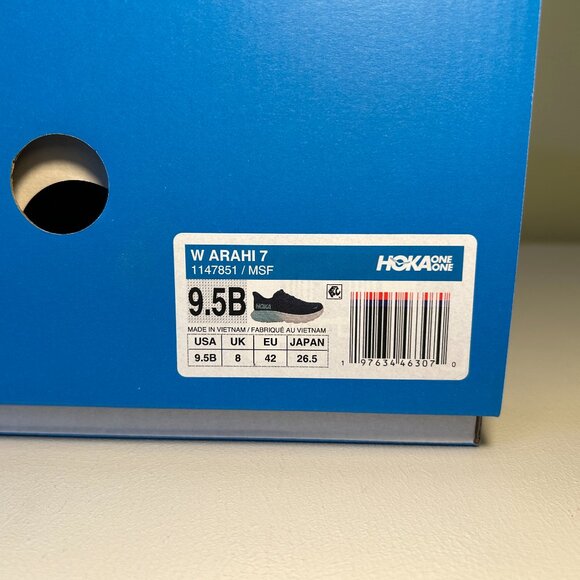 W ARAHI 7
1147851 / MSF
HOKA ONE ONE
9.5B
HOKA
MADE IN VIETNAM / FABRIQUÉ AU VIETNAM
USA UK EU JAPAN
9.5B 8 42 26.5
1 97634 46307 0